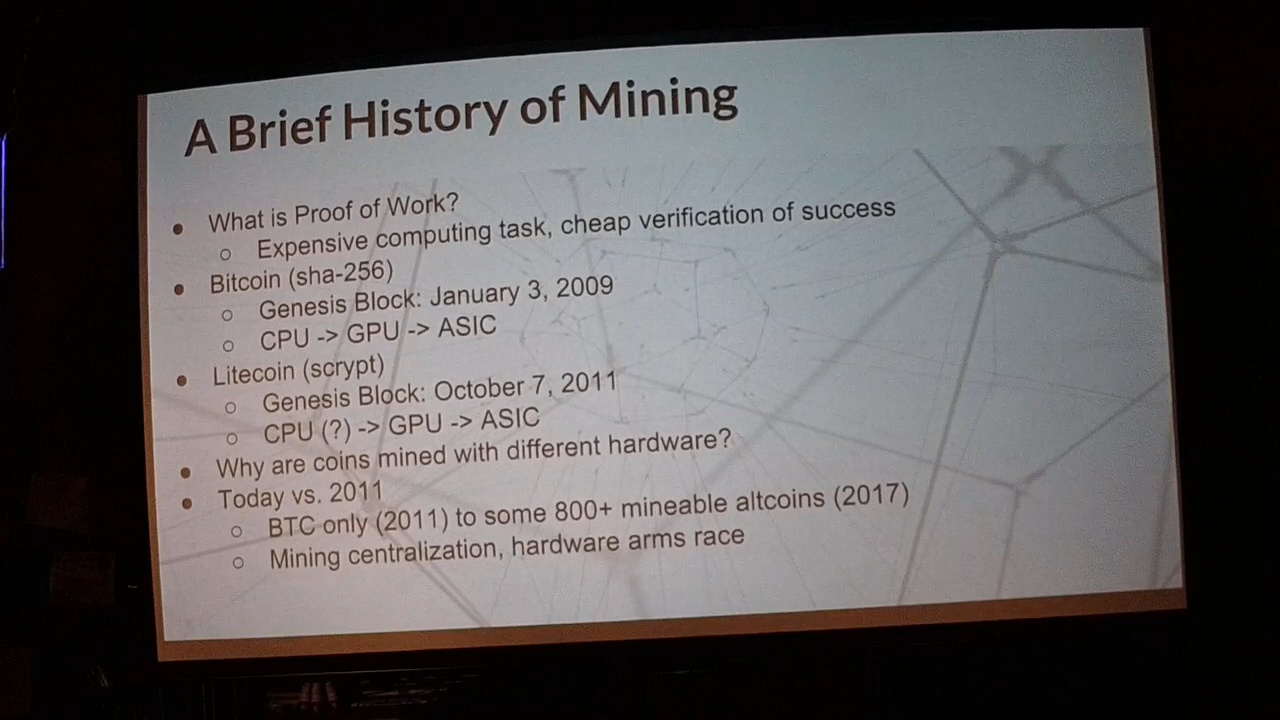 A Brief History of Mining
● What is Proof of Work?
○ Expensive computing task, cheap verification of success
● Bitcoin (sha-256)
○ Genesis Block: January 3, 2009
○ CPU -> GPU -> ASIC
● Litecoin (scrypt)
○ Genesis Block: October 7, 2011
○ CPU (?) -> GPU -> ASIC
● Why are coins mined with different hardware?
● Today vs. 2011
○ BTC only (2011) to some 800+ mineable altcoins (2017)
○ Mining centralization, hardware arms race